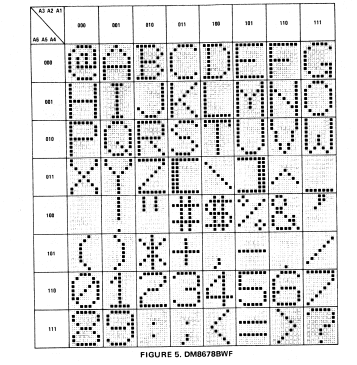 A3 A2 A1
000 001 010 011 100 101 110 111
A6 A5 A4
000 @ A B C D E F G
001 H I J K L M N O
010 P Q R S T U V W
011 X Y Z [ \ ] ^ _
100 ! " # $ % & '
101 ( ) * + , - . /
110 0 1 2 3 4 5 6 7
111 8 9 : ; < = > ?
FIGURE 5. DM8678BWF